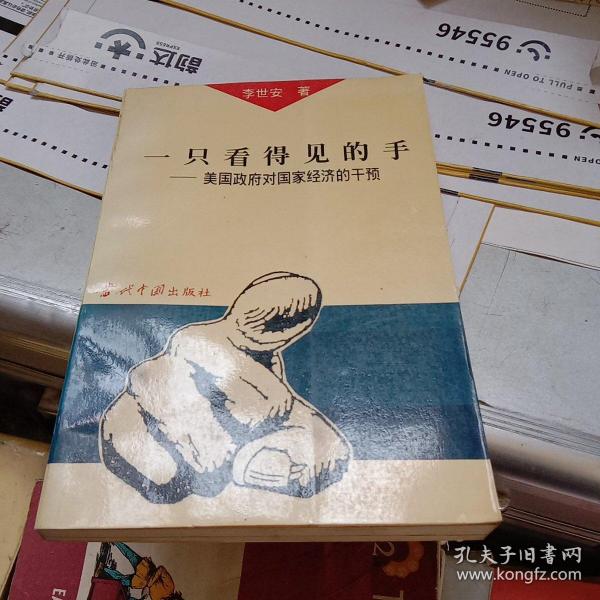 95546
韵达
EXPRESS
PULL TO OPEN
95546
李世安 著
一只看得见的手
——美国政府对国家经济的干预
当代中国出版社
孔夫子旧书网
www.kongfz.com